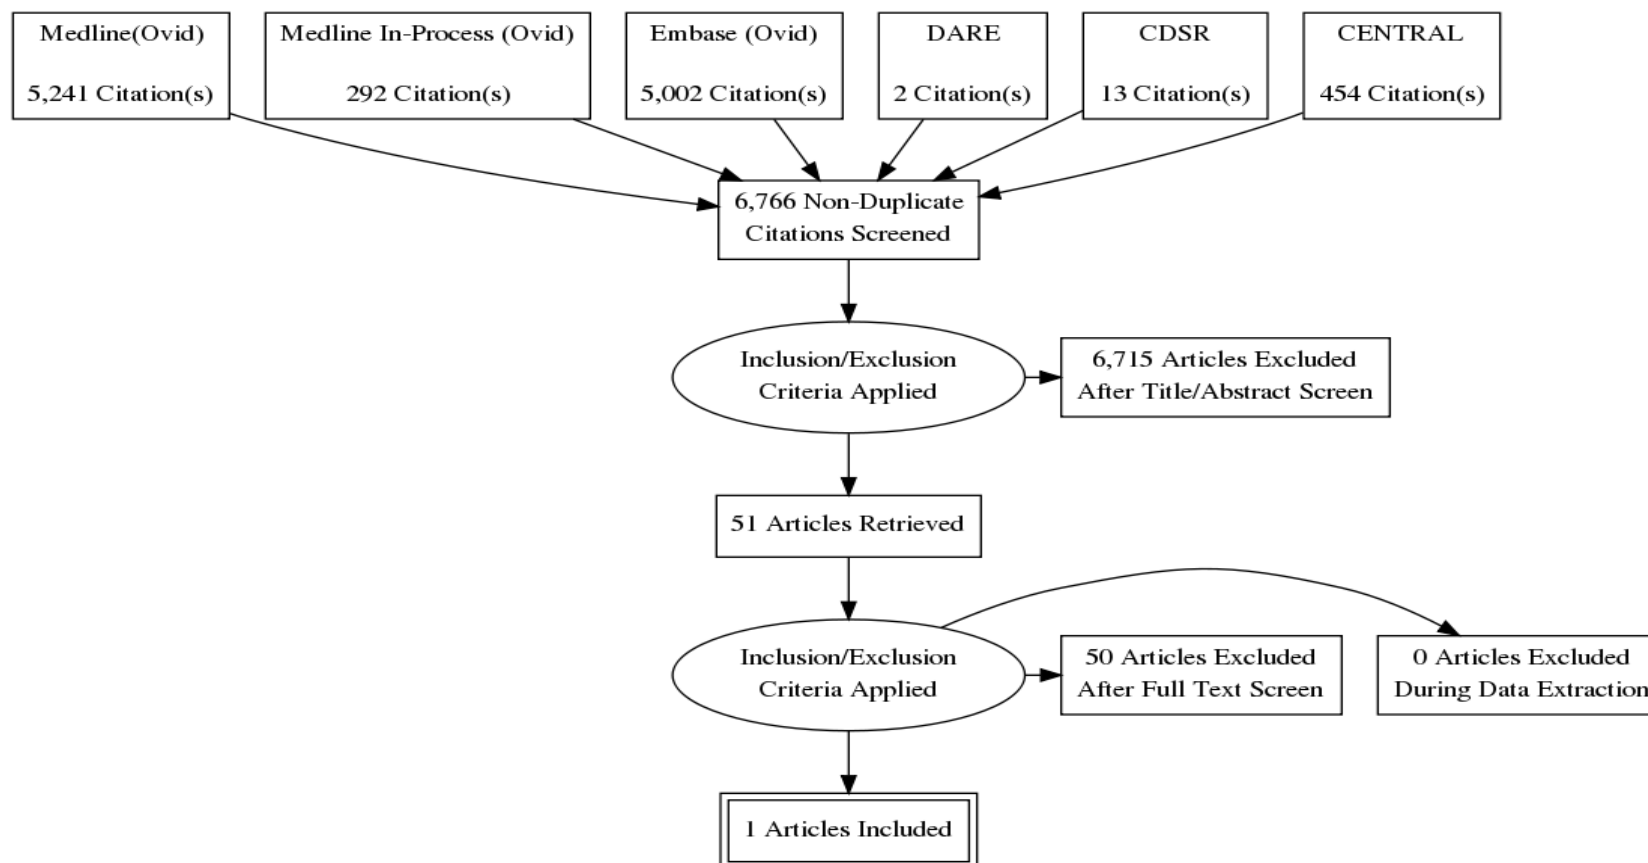 Medline(Ovid)
5,241 Citation(s)
Medline In-Process (Ovid)
292 Citation(s)
Embase (Ovid)
5,002 Citation(s)
DARE
2 Citation(s)
CDSR
13 Citation(s)
CENTRAL
454 Citation(s)
6,766 Non-Duplicate
Citations Screened
Inclusion/Exclusion
Criteria Applied
6,715 Articles Excluded
After Title/Abstract Screen
51 Articles Retrieved
Inclusion/Exclusion
Criteria Applied
50 Articles Excluded
After Full Text Screen
0 Articles Excluded
During Data Extraction
1 Articles Included